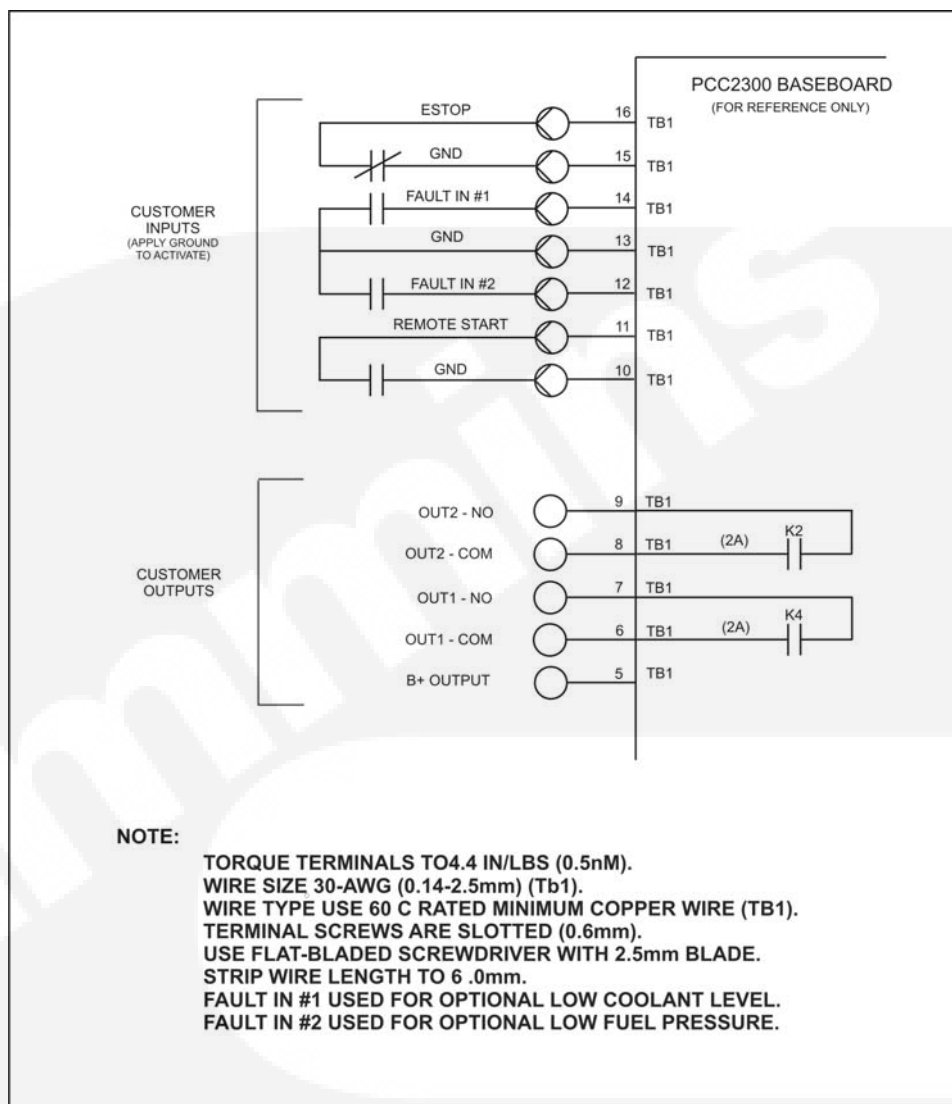 PCC2300 BASEBOARD
(FOR REFERENCE ONLY)
CUSTOMER
INPUTS
(APPLY GROUND
TO ACTIVATE)
ESTOP 16 TB1
GND 15 TB1
FAULT IN #1 14 TB1
GND 13 TB1
FAULT IN #2 12 TB1
REMOTE START 11 TB1
GND 10 TB1
CUSTOMER
OUTPUTS
OUT2 - NO 9 TB1
K2
OUT2 - COM 8 TB1 (2A)
OUT1 - NO 7 TB1
K4
OUT1 - COM 6 TB1 (2A)
B+ OUTPUT 5 TB1
NOTE:
TORQUE TERMINALS TO4.4 IN/LBS (0.5nM).
WIRE SIZE 30-AWG (0.14-2.5mm) (Tb1).
WIRE TYPE USE 60 C RATED MINIMUM COPPER WIRE (TB1).
TERMINAL SCREWS ARE SLOTTED (0.6mm).
USE FLAT-BLADED SCREWDRIVER WITH 2.5mm BLADE.
STRIP WIRE LENGTH TO 6 .0mm.
FAULT IN #1 USED FOR OPTIONAL LOW COOLANT LEVEL.
FAULT IN #2 USED FOR OPTIONAL LOW FUEL PRESSURE.
mmins